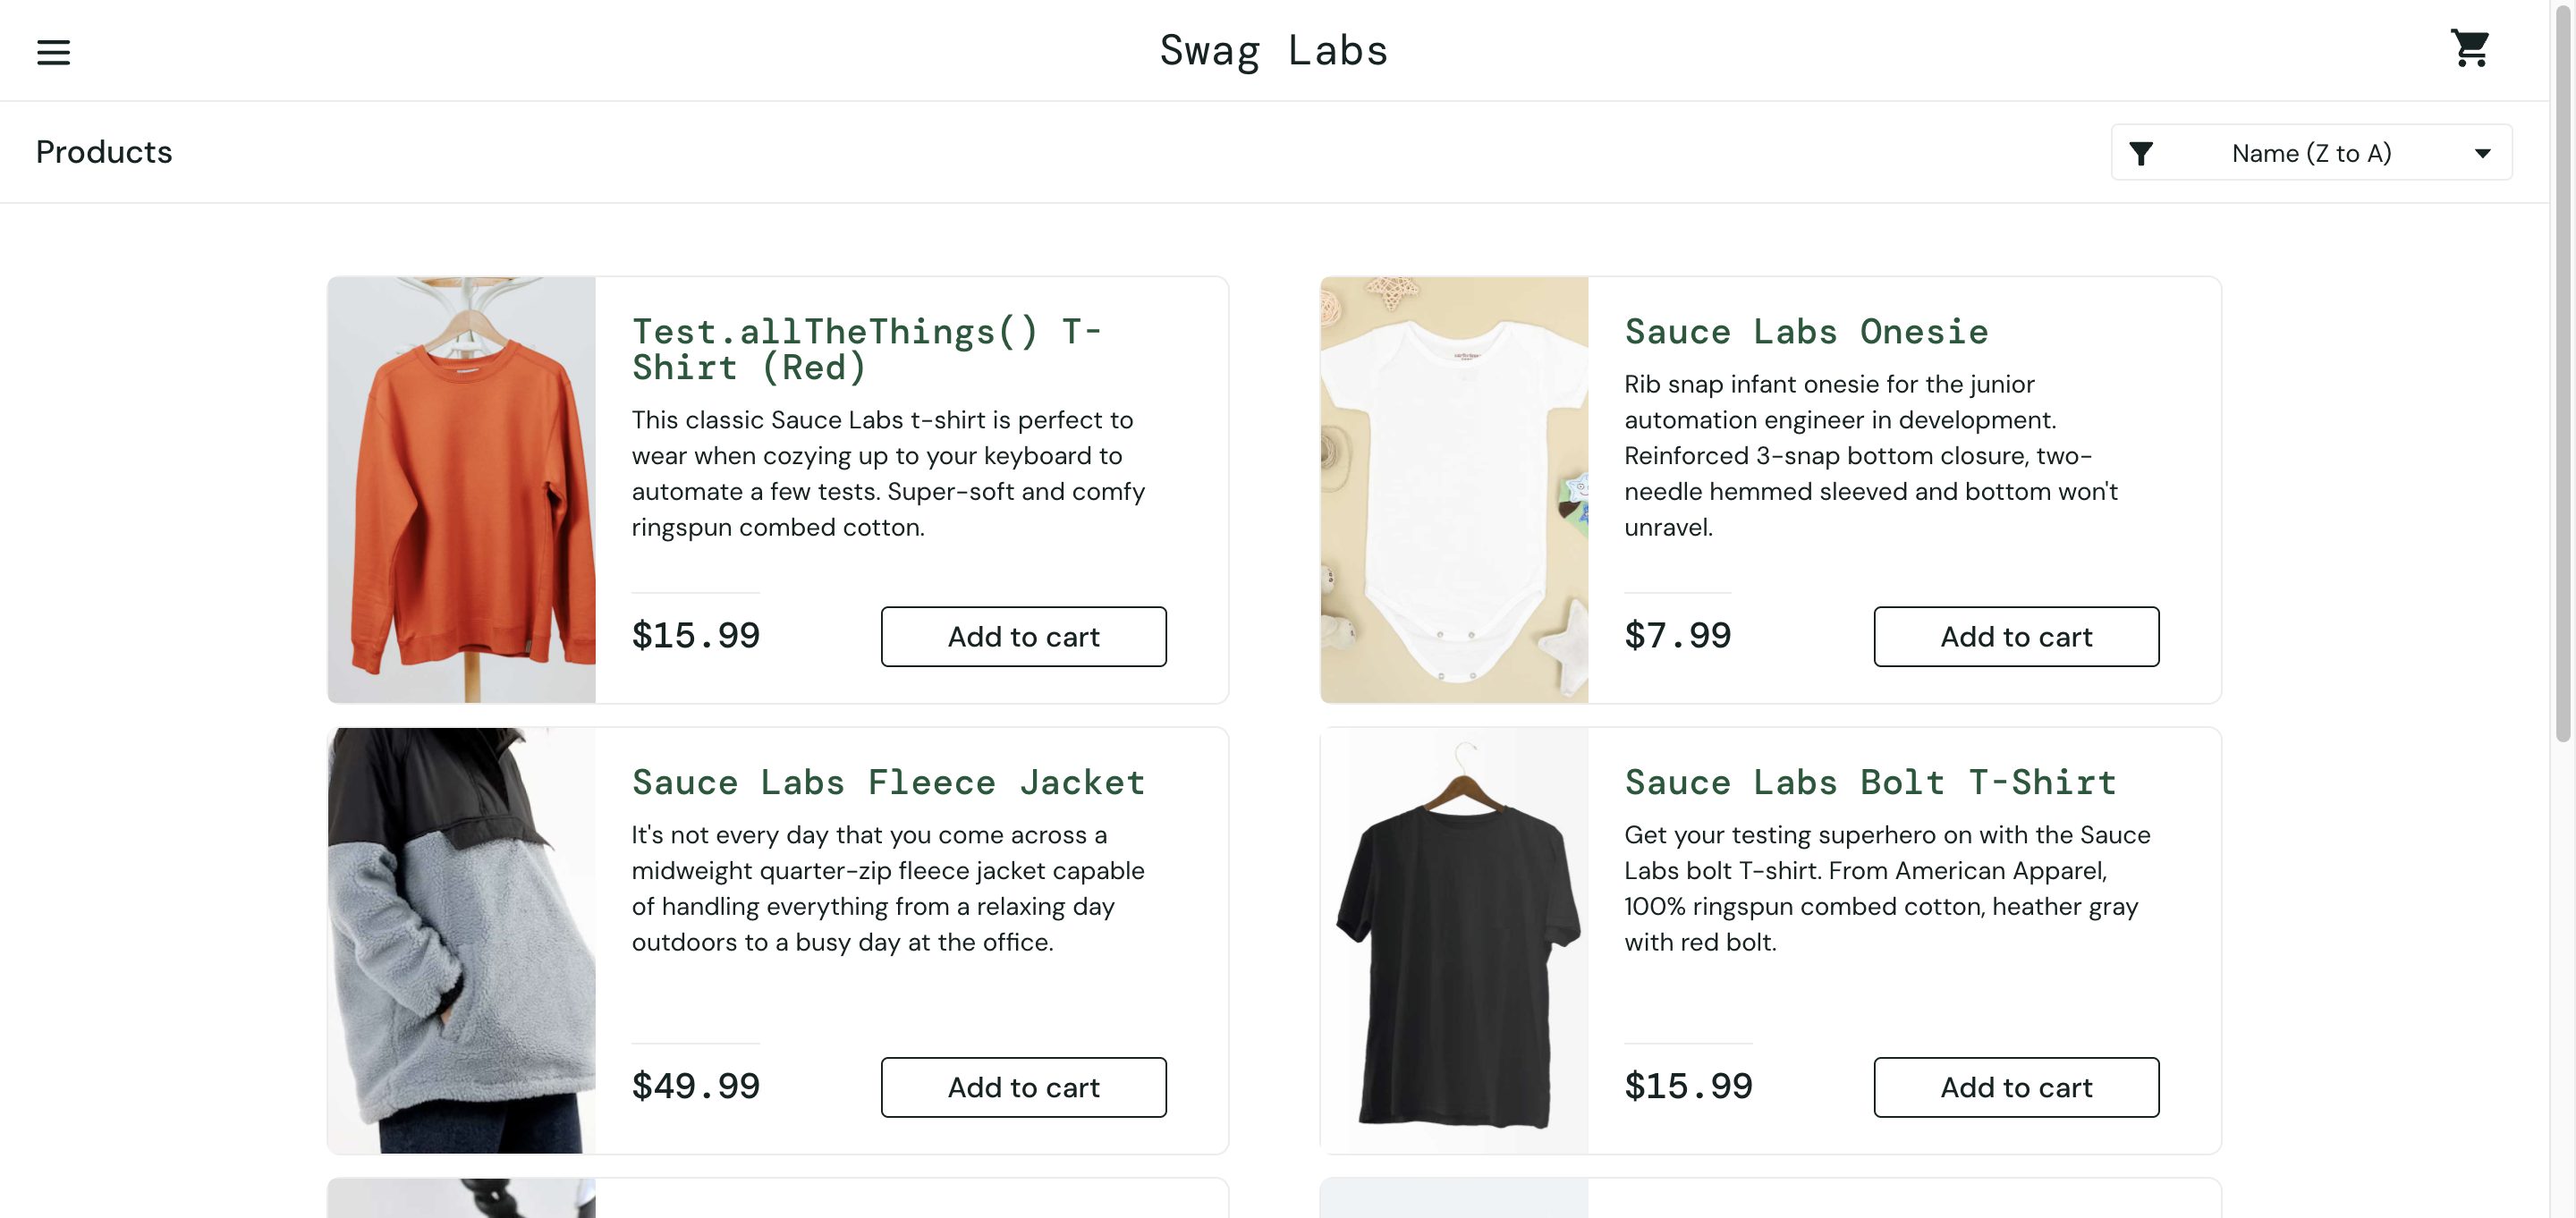 Swag Labs
Products
Name (Z to A)
Test.allTheThings() T-
Shirt (Red)
This classic Sauce Labs t-shirt is perfect to
wear when cozying up to your keyboard to
automate a few tests. Super-soft and comfy
ringspun combed cotton.
$15.99
Add to cart
Sauce Labs Onesie
Rib snap infant onesie for the junior
automation engineer in development.
Reinforced 3-snap bottom closure, two-
needle hemmed sleeved and bottom won't
unravel.
$7.99
Add to cart
Sauce Labs Fleece Jacket
It's not every day that you come across a
midweight quarter-zip fleece jacket capable
of handling everything from a relaxing day
outdoors to a busy day at the office.
$49.99
Add to cart
Sauce Labs Bolt T-Shirt
Get your testing superhero on with the Sauce
Labs bolt T-shirt. From American Apparel,
100% ringspun combed cotton, heather gray
with red bolt.
$15.99
Add to cart